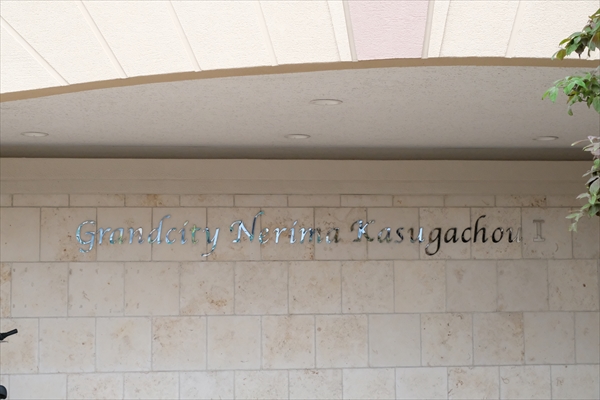 Grandcity Nerima Kasugachou I